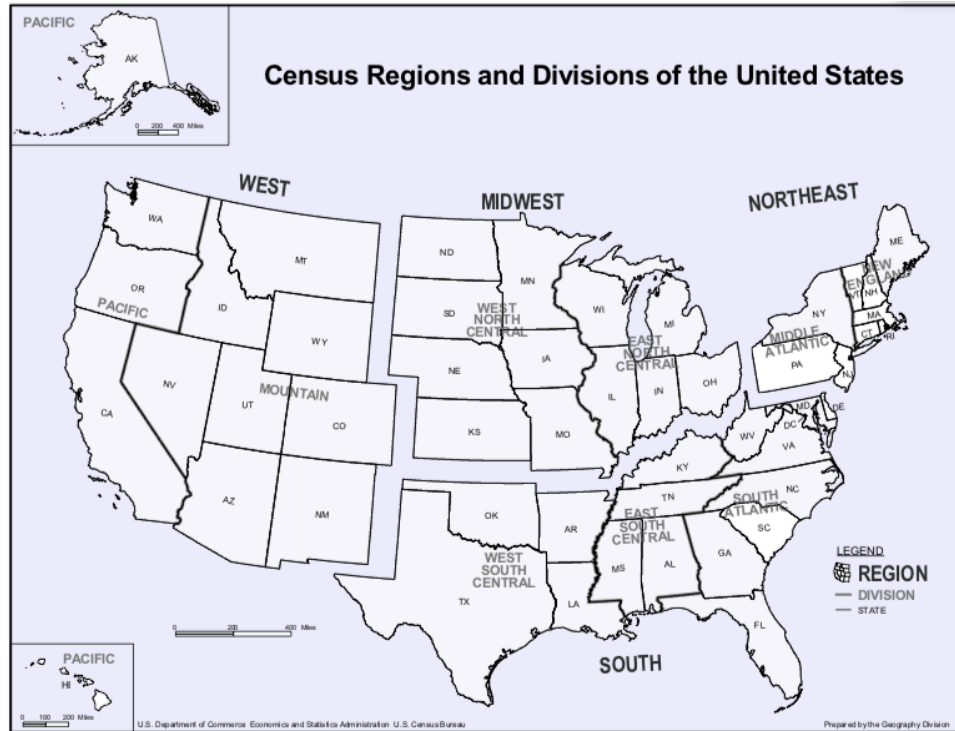 PACIFIC
AK
0 200 400 Miles
Census Regions and Divisions of the United States
WEST
MIDWEST
NORTHEAST
WA
MT
OR
PACIFIC
ID
WY
NV
MOUNTAIN
UT
CO
CA
AZ
NM
ND
MN
SD
WEST
NORTH
CENTRAL
NE
IA
KS
MO
WI
MI
EAST
NORTH
CENTRAL
IL
IN
OH
ME
NEW
ENGLAND
VT
NH
NY
MA
CT
RI
MIDDLE
ATLANTIC
PA
NJ
MD
DE
DC
WV
VA
KY
NC
TN
SOUTH
ATLANTIC
SC
EAST
SOUTH
CENTRAL
MS
AL
GA
FL
OK
AR
WEST
SOUTH
CENTRAL
TX
LA
SOUTH
LEGEND
REGION
DIVISION
STATE
0 200 400 Miles
PACIFIC
HI
0 100 200 Miles
U.S. Department of Commerce Economics and Statistics Administration U.S. Census Bureau
Prepared by the Geography Division